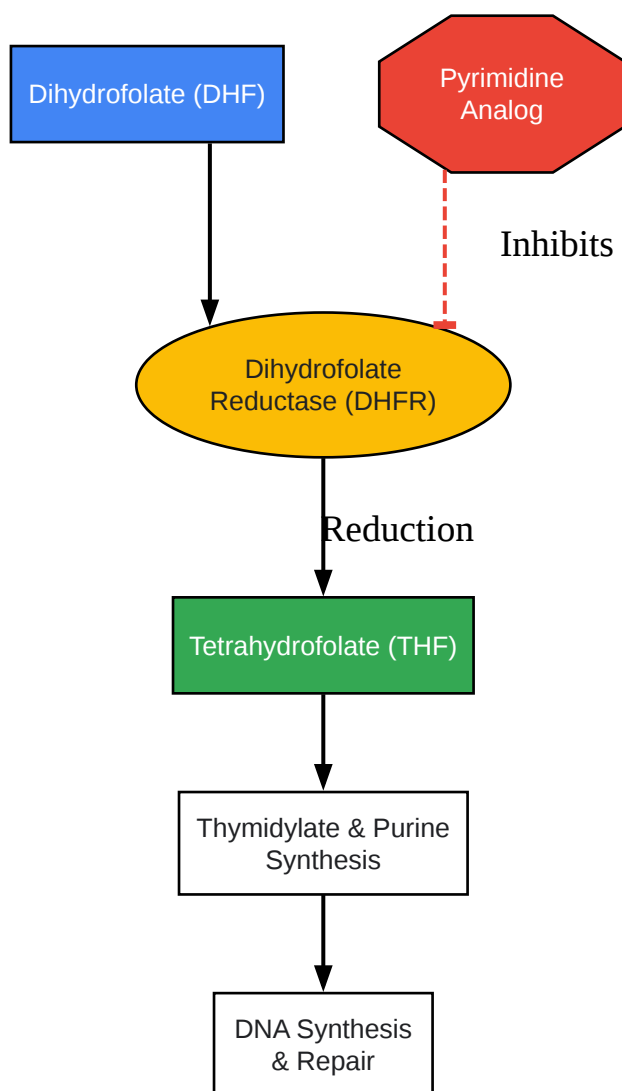 Dihydrofolate (DHF)
Pyrimidine
Analog
Inhibits
Dihydrofolate
Reductase (DHFR)
Reduction
Tetrahydrofolate (THF)
Thymidylate & Purine
Synthesis
DNA Synthesis
& Repair